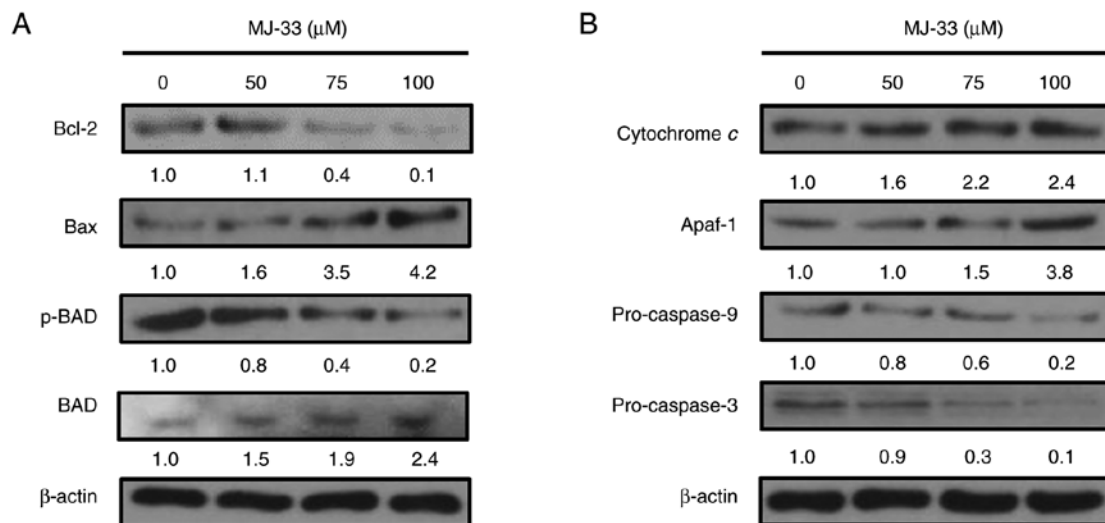 A
MJ-33 (μM)
0 50 75 100
Bcl-2
1.0 1.1 0.4 0.1
Bax
1.0 1.6 3.5 4.2
p-BAD
1.0 0.8 0.4 0.2
BAD
1.0 1.5 1.9 2.4
β-actin
B
MJ-33 (μM)
0 50 75 100
Cytochrome c
1.0 1.6 2.2 2.4
Apaf-1
1.0 1.0 1.5 3.8
Pro-caspase-9
1.0 0.8 0.6 0.2
Pro-caspase-3
1.0 0.9 0.3 0.1
β-actin